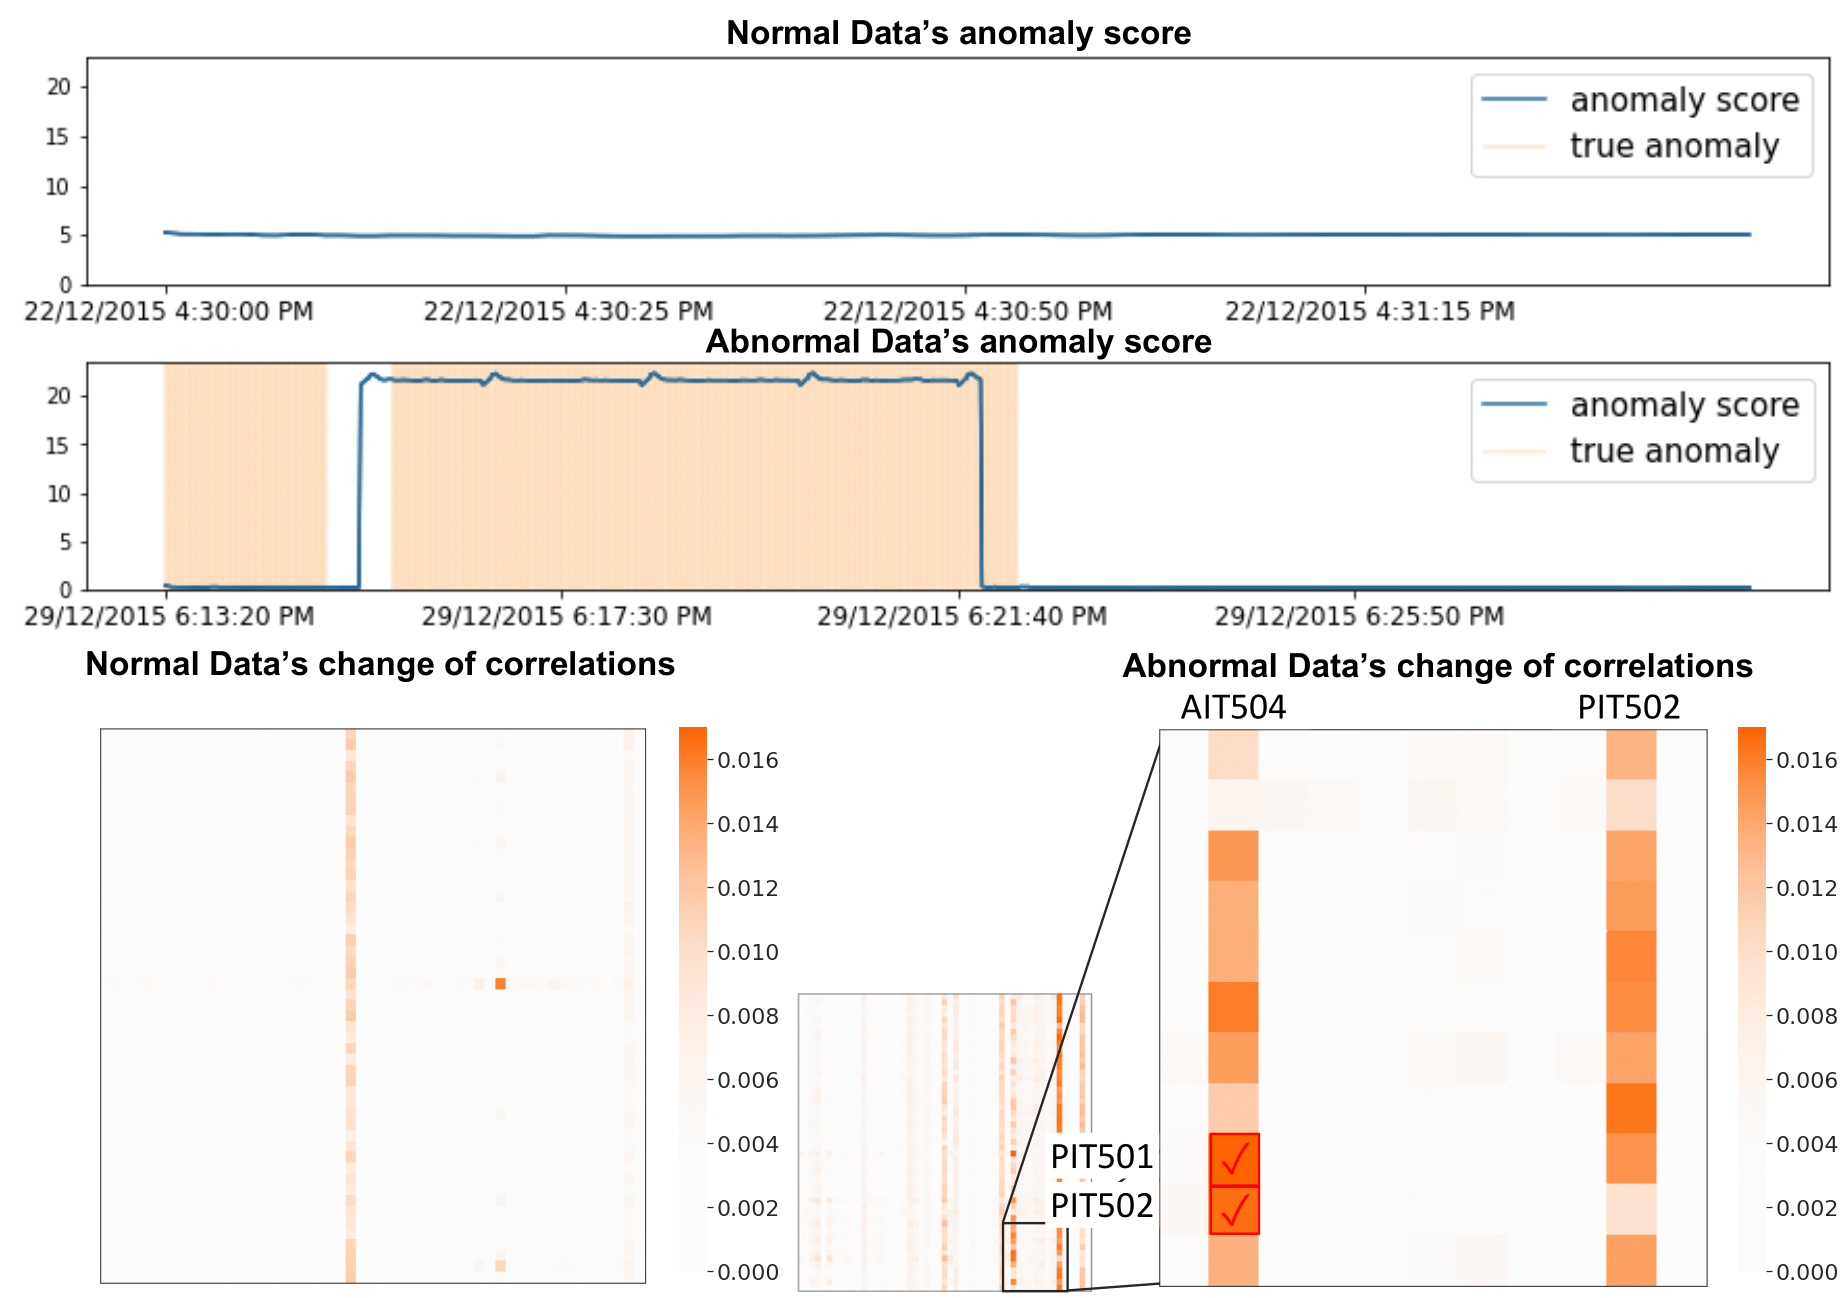 Normal Data’s anomaly score
20
15
10
5
0
anomaly score
true anomaly
22/12/2015 4:30:00 PM 22/12/2015 4:30:25 PM 22/12/2015 4:30:50 PM 22/12/2015 4:31:15 PM
Abnormal Data’s anomaly score
20
15
10
5
0
anomaly score
true anomaly
29/12/2015 6:13:20 PM 29/12/2015 6:17:30 PM 29/12/2015 6:21:40 PM 29/12/2015 6:25:50 PM
Normal Data’s change of correlations
0.016
0.014
0.012
0.010
0.008
0.006
0.004
0.002
0.000
Abnormal Data’s change of correlations
AIT504 PIT502
PIT501
PIT502
0.016
0.014
0.012
0.010
0.008
0.006
0.004
0.002
0.000